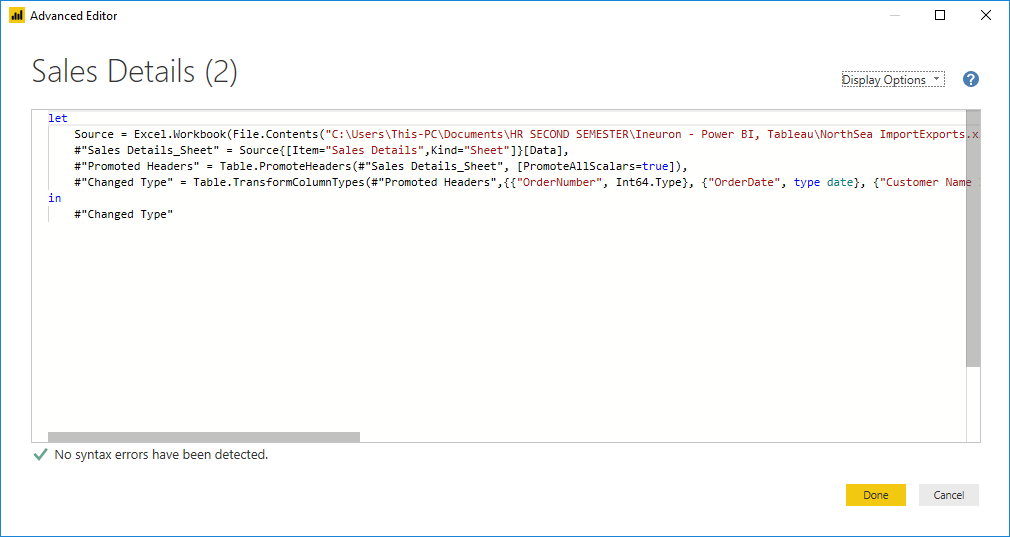 Advanced Editor
Sales Details (2)
Display Options
?
let
Source = Excel.Workbook(File.Contents("C:\Users\This-PC\Documents\HR SECOND SEMESTER\Ineuron - Power BI, Tableau\NorthSea ImportExports.x
#"Sales Details_Sheet" = Source{[Item="Sales Details",Kind="Sheet"]}[Data],
#"Promoted Headers" = Table.PromoteHeaders(#"Sales Details_Sheet", [PromoteAllScalars=true]),
#"Changed Type" = Table.TransformColumnTypes(#"Promoted Headers",{{"OrderNumber", Int64.Type}, {"OrderDate", type date}, {"Customer Name
in
#"Changed Type"
No syntax errors have been detected.
Done
Cancel